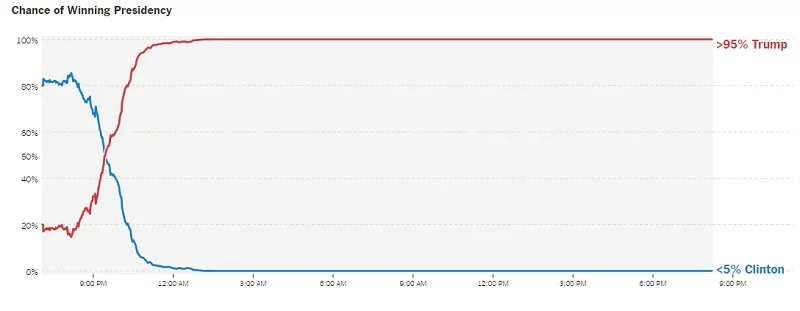 Chance of Winning Presidency
100%
>95% Trump
80%
60%
50%
40%
20%
0%
<5% Clinton
9:00 PM 12:00 AM 3:00 AM 6:00 AM 9:00 AM 12:00 PM 3:00 PM 6:00 PM 9:00 PM